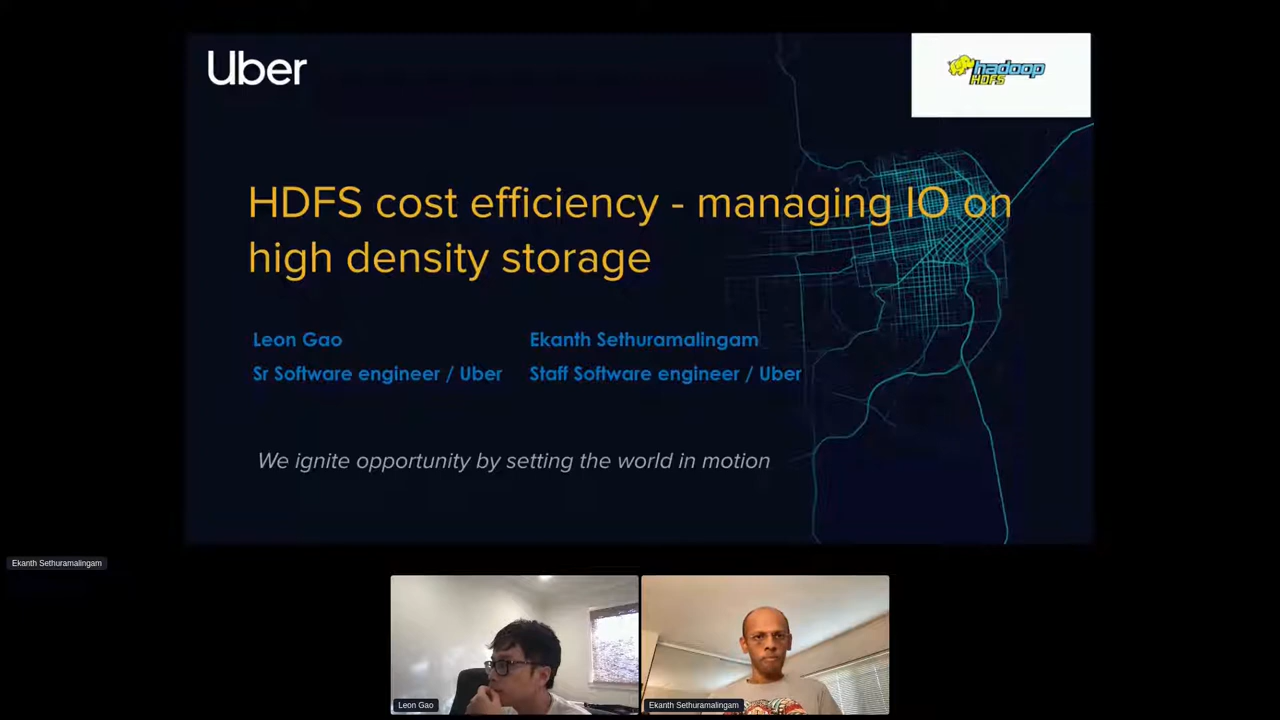 Uber
hadoop
HDFS
HDFS cost efficiency - managing IO on
high density storage
Leon Gao
Ekanth Sethuramalingam
Sr Software engineer / Uber
Staff Software engineer / Uber
We ignite opportunity by setting the world in motion
Ekanth Sethuramalingam
Leon Gao
Ekanth Sethuramalingam